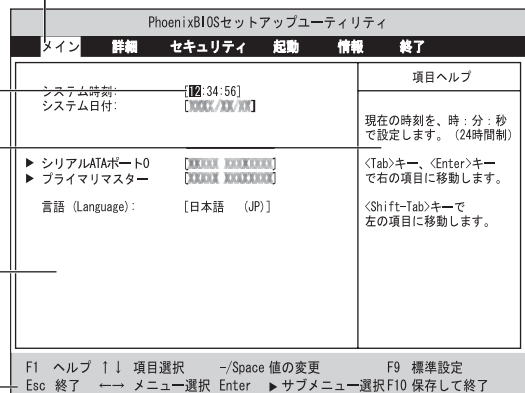 PhoenixBIOSセットアップユーティリティ
メイン 詳細 セキュリティ 起動 情報 終了
項目ヘルプ
システム時刻: [12:34:56]
システム日付:
現在の時刻を、時:分:秒
で設定します。(24時間制)
▶ シリアルATAポート0
▶ プライマリマスター
<Tab>キー、<Enter>キー
で右の項目に移動します。
言語 (Language): [日本語 (JP)]
<Shift-Tab>キーで
左の項目に移動します。
F1 ヘルプ ↑↓ 項目選択 -/Space 値の変更 F9 標準設定
Esc 終了 ←→ メニュー選択 Enter ▶ サブメニュー選択 F10 保存して終了